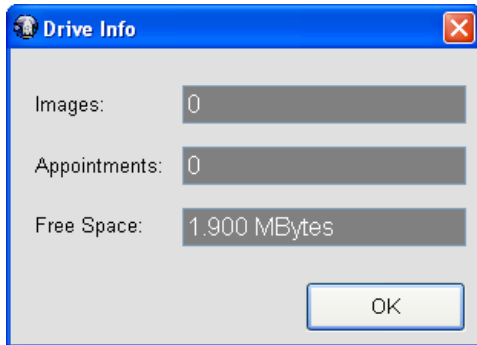 Drive Info
Images: 0
Appointments: 0
Free Space: 1.900 MBytes
OK